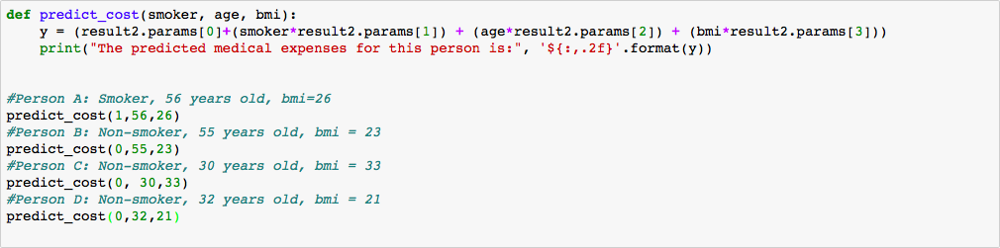 def predict_cost(smoker, age, bmi):
    y = (result2.params[0]+(smoker*result2.params[1]) + (age*result2.params[2]) + (bmi*result2.params[3]))
    print("The predicted medical expenses for this person is:", '${:,.2f}'.format(y))
#Person A: Smoker, 56 years old, bmi=26
predict_cost(1,56,26)
#Person B: Non-smoker, 55 years old, bmi = 23
predict_cost(0,55,23)
#Person C: Non-smoker, 30 years old, bmi = 33
predict_cost(0, 30,33)
#Person D: Non-smoker, 32 years old, bmi = 21
predict_cost(0,32,21)